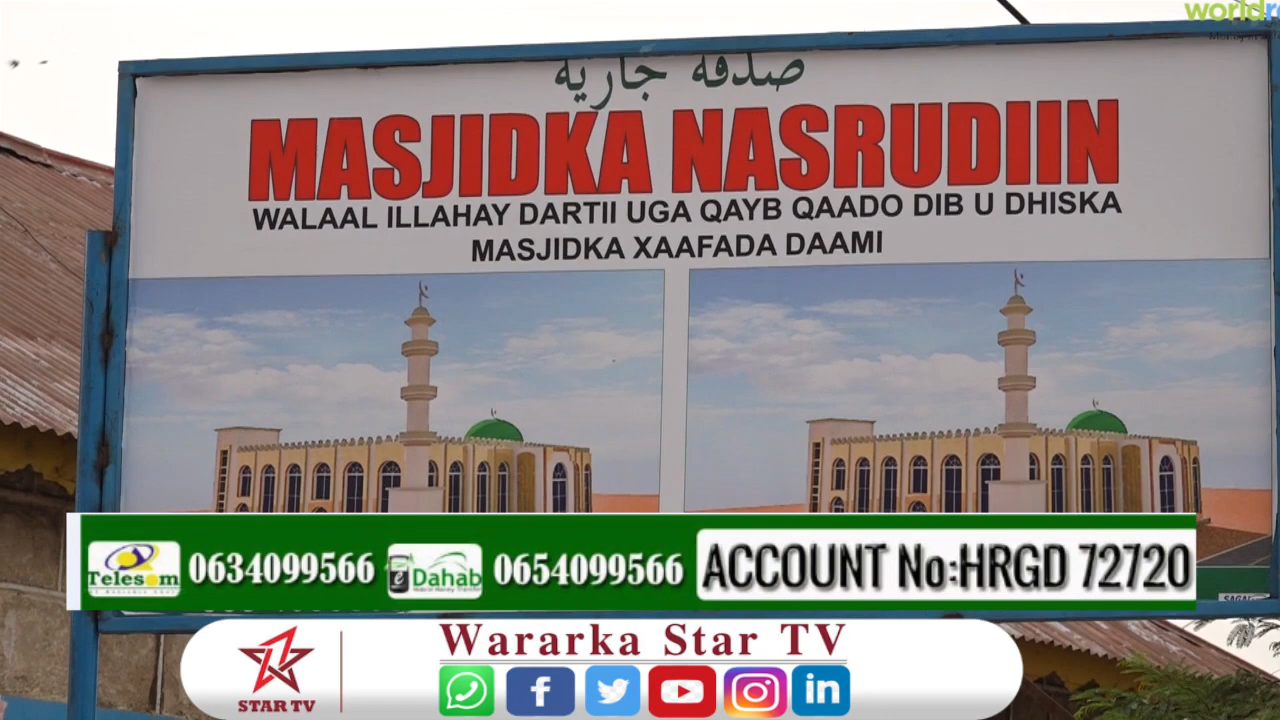 worldre
صدقة جارية
MASJIDKA NASRUDIIN
WALAAL ILLAHAY DARTII UGA QAYB QAADO DIB U DHISKA
MASJIDKA XAAFADA DAAMI
Telesom 0634099566 e Dahab 0654099566 ACCOUNT No:HRGD 72720
Wararka Star TV
STAR TV